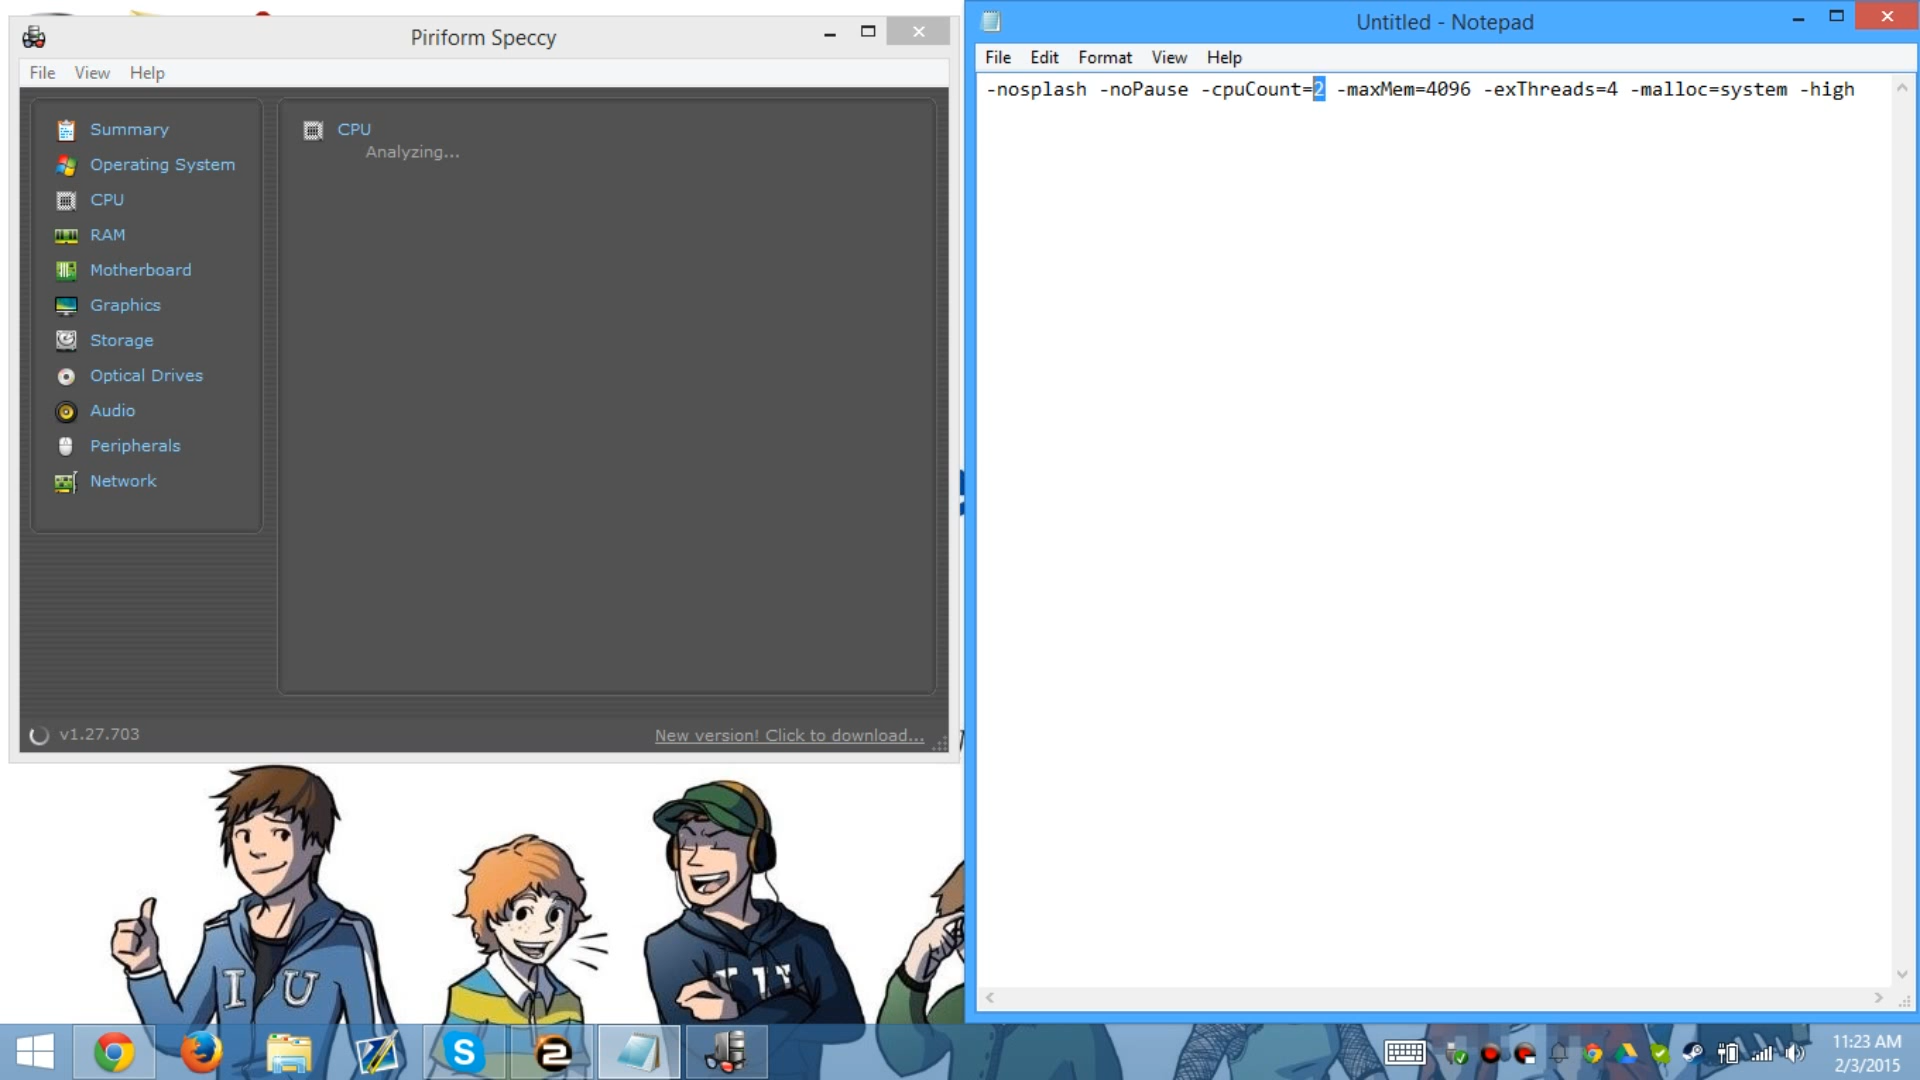 Piriform Speccy
File View Help
Summary
Operating System
CPU
RAM
Motherboard
Graphics
Storage
Optical Drives
Audio
Peripherals
Network
CPU
Analyzing...
v1.27.703
New version! Click to download...
Untitled - Notepad
File Edit Format View Help
-nosplash -noPause -cpuCount=2 -maxMem=4096 -exThreads=4 -malloc=system -high
I U
11:23 AM
2/3/2015